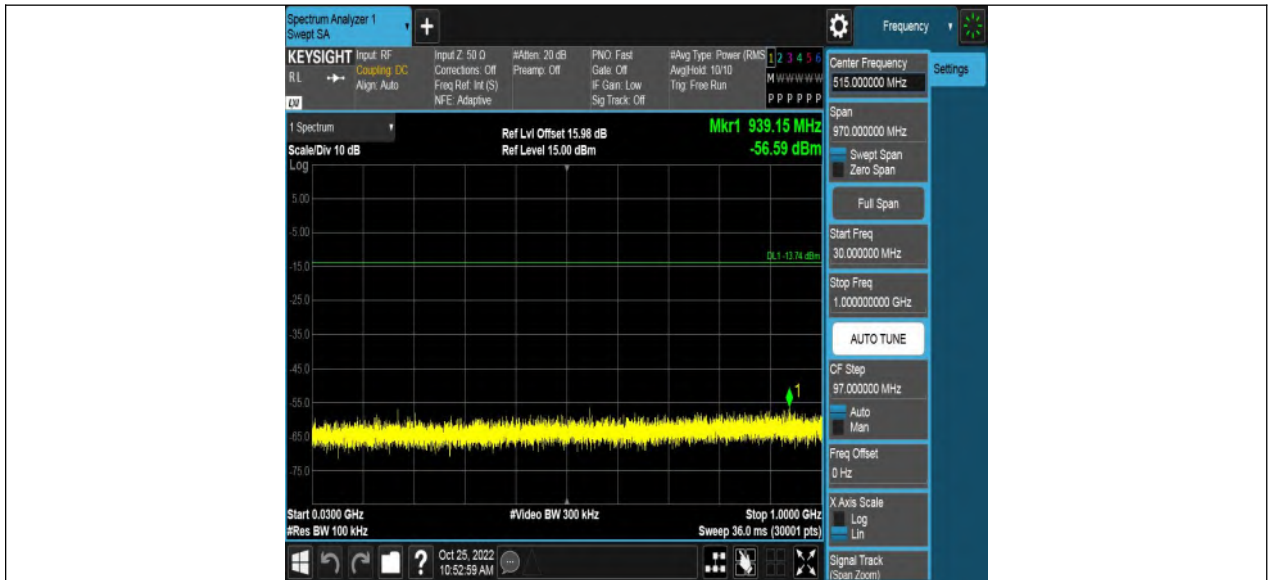 Spectrum Analyzer 1
Swept SA
+
Frequency
KEYSIGHT
RL
LXI
Input: RF
Coupling: DC
Align: Auto
Input Z: 50 Ω
Corrections: Off
Freq Ref: Int (S)
NFE: Adaptive
#Atten: 20 dB
Preamp: Off
PNO: Fast
Gate: Off
IF Gain: Low
Sig Track: Off
#Avg Type: Power (RMS
Avg|Hold: 10/10
Trig: Free Run
1 2 3 4 5 6
M W W W W W
P P P P P P
Center Frequency
515.000000 MHz
Settings
Span
970.000000 MHz
Swept Span
Zero Span
Full Span
Start Freq
30.000000 MHz
Stop Freq
1.000000000 GHz
AUTO TUNE
CF Step
97.000000 MHz
Auto
Man
Freq Offset
0 Hz
X Axis Scale
Log
Lin
Signal Track
(Span Zoom)
1 Spectrum
Scale/Div 10 dB
Ref Lvl Offset 15.98 dB
Ref Level 15.00 dBm
Mkr1 939.15 MHz
-56.59 dBm
Log
5.00
-5.00
DL1 -13.74 dBm
-15.0
-25.0
-35.0
-45.0
1
-55.0
-65.0
-75.0
Start 0.0300 GHz
#Res BW 100 kHz
#Video BW 300 kHz
Stop 1.0000 GHz
Sweep 36.0 ms (30001 pts)
?
Oct 25, 2022
10:52:59 AM